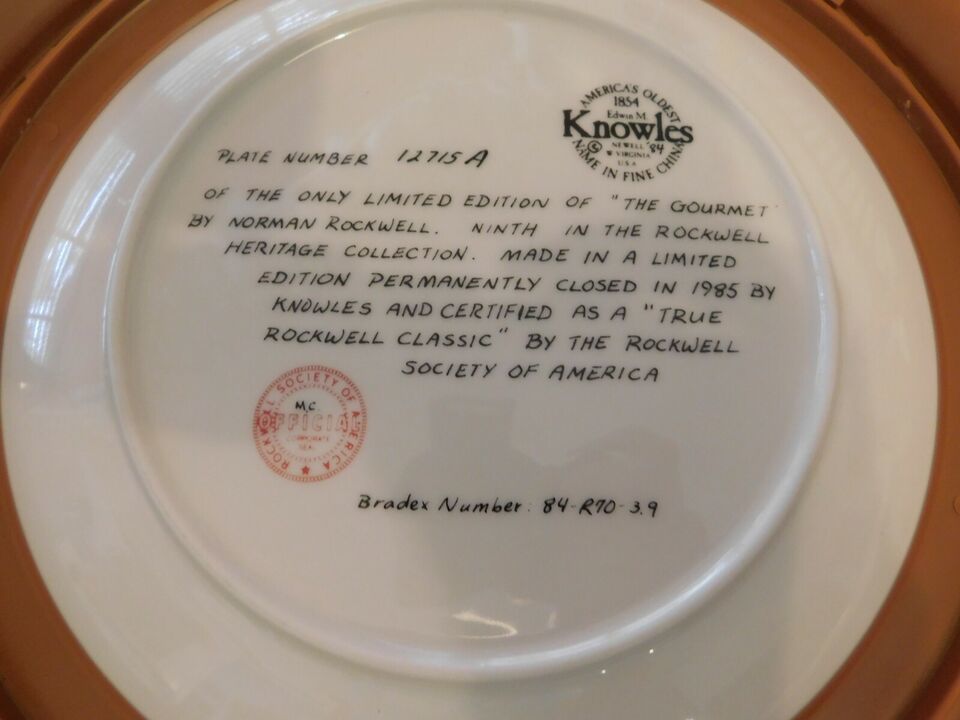 AMERICA'S OLDEST
1854
Edwin M.
Knowles
NEWELL '84
W VIRGINIA
U.S.A
NAME IN FINE CHINA
PLATE NUMBER 12715A
OF THE ONLY LIMITED EDITION OF "THE GOURMET"
BY NORMAN ROCKWELL. NINTH IN THE ROCKWELL
HERITAGE COLLECTION. MADE IN A LIMITED
EDITION PERMANENTLY CLOSED IN 1985 BY
KNOWLES AND CERTIFIED AS A "TRUE
ROCKWELL CLASSIC" BY THE ROCKWELL
SOCIETY OF AMERICA
ROCKWELL SOCIETY OF AMERICA
M.C.
OFFICIAL
CORPORATE
SEAL
Bradex Number: 84-R70-3.9